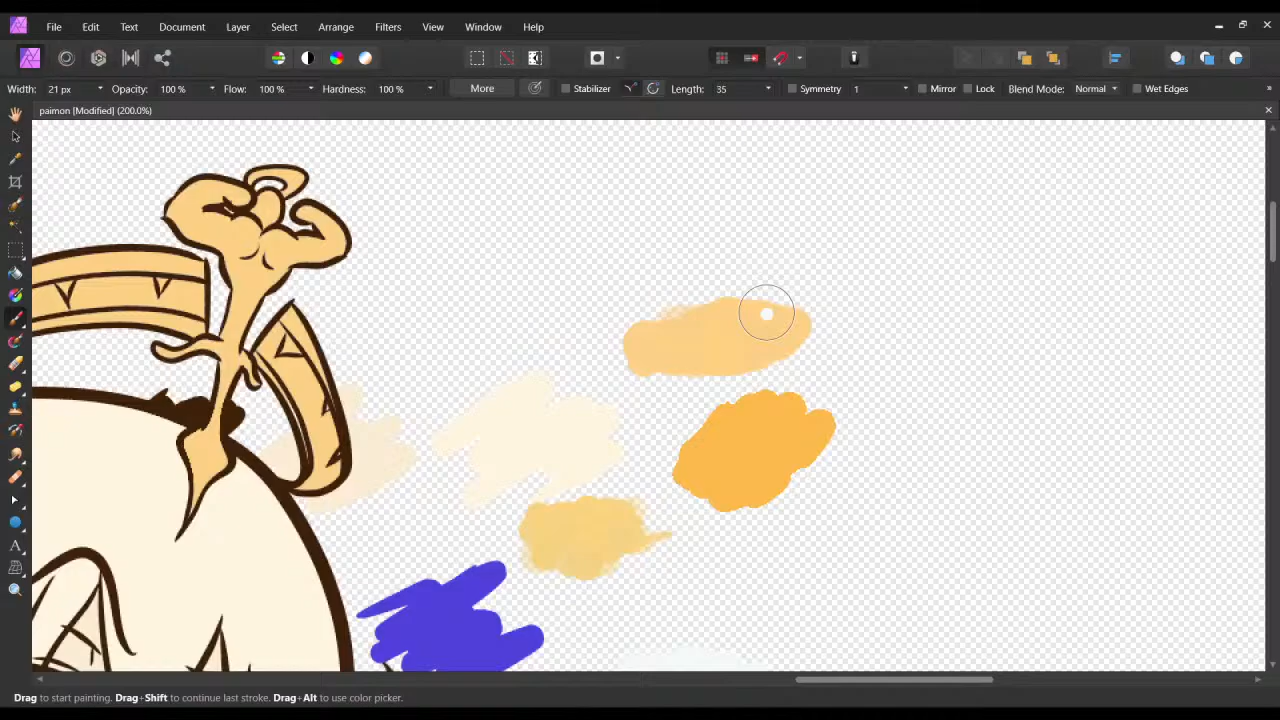 File Edit Text Document Layer Select Arrange Filters View Window Help
Width: 21 px Opacity: 100 % Flow: 100 % Hardness: 100 % More Stabilizer Length: 35 Symmetry 1 Mirror Lock Blend Mode: Normal Wet Edges
paimon [Modified] (200.0%)
Drag to start painting. Drag+Shift to continue last stroke. Drag+Alt to use color picker.